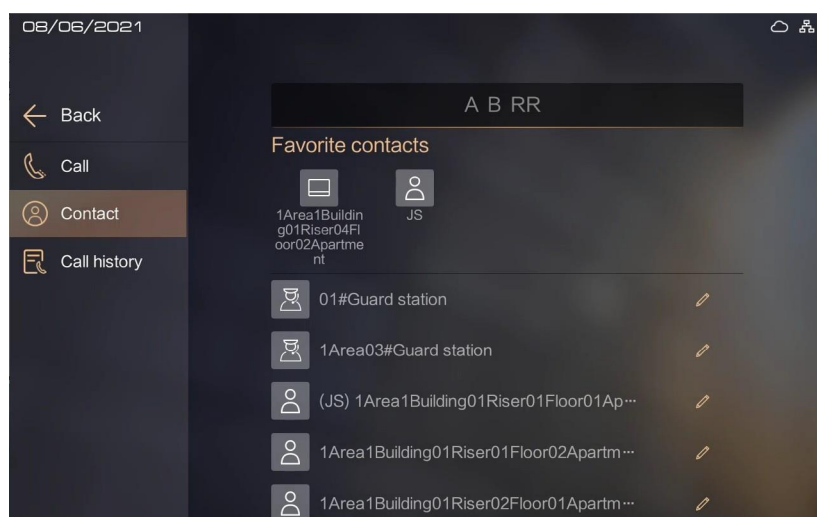 08/06/2021
Back
Call
Contact
Call history
A B RR
Favorite contacts
1Area1Buildin
g01Riser04Fl
oor02Apartme
nt
JS
01#Guard station
1Area03#Guard station
(JS) 1Area1Building01Riser01Floor01Ap···
1Area1Building01Riser01Floor02Apartm···
1Area1Building01Riser02Floor01Apartm···